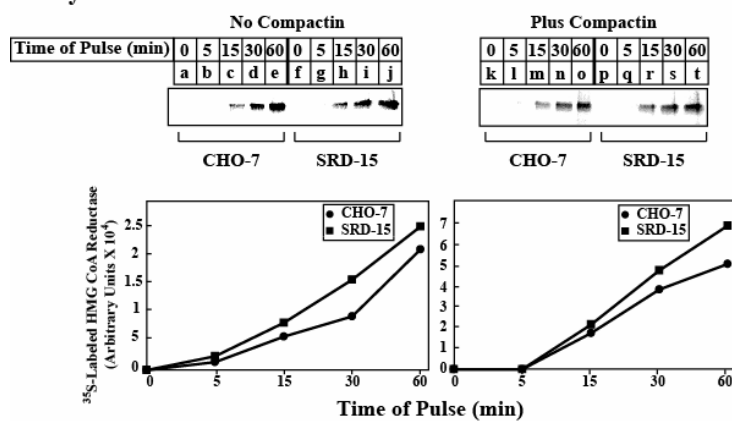 No Compactin
Plus Compactin
Time of Pulse (min) 0 5 15 30 60 0 5 15 30 60
a b c d e f g h i j
0 5 15 30 60 0 5 15 30 60
k l m n o p q r s t
CHO-7 SRD-15
CHO-7 SRD-15
35S-Labeled HMG CoA Reductase
(Arbitrary Units X 10^4)
2.5
2
1.5
1
5
0
CHO-7
SRD-15
0 5 15 30 60
7
6
5
4
3
2
1
0
CHO-7
SRD-15
0 5 15 30 60
Time of Pulse (min)